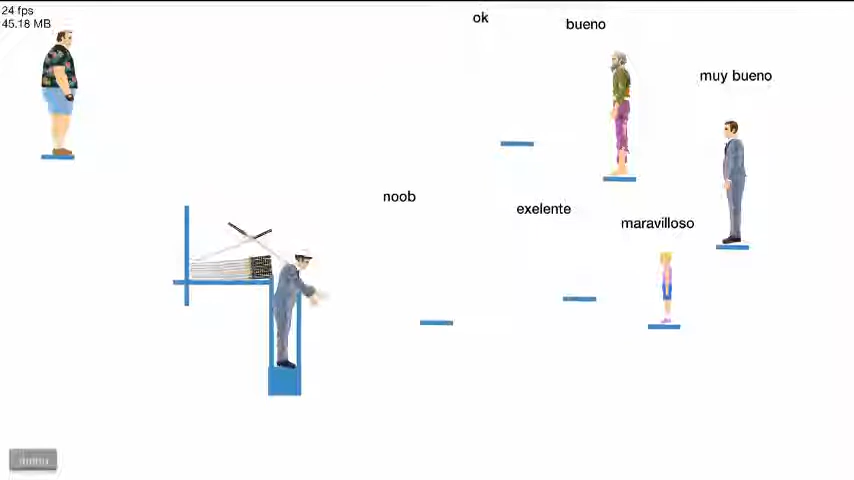 24 fps
45.18 MB
ok
bueno
muy bueno
noob
exelente
maravilloso